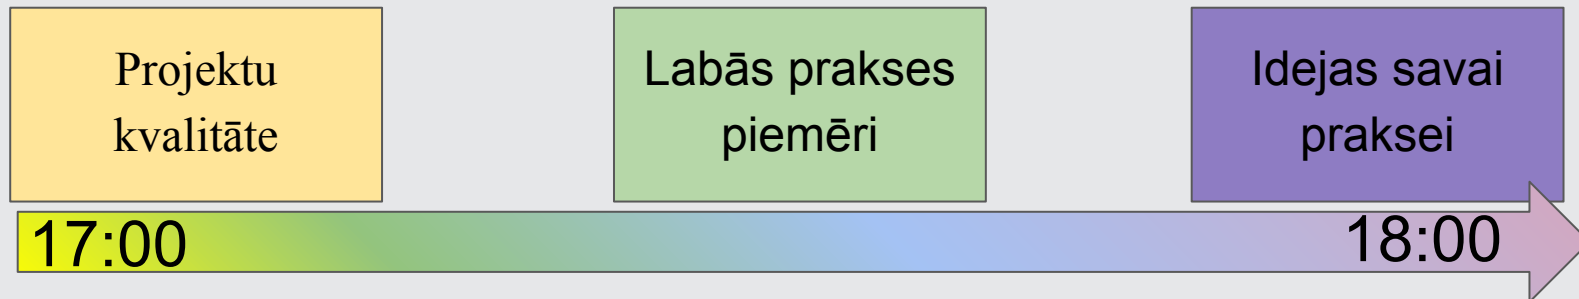 Projektu
kvalitāte
Labās prakses
piemēri
Idejas savai
praksei
17:00
18:00